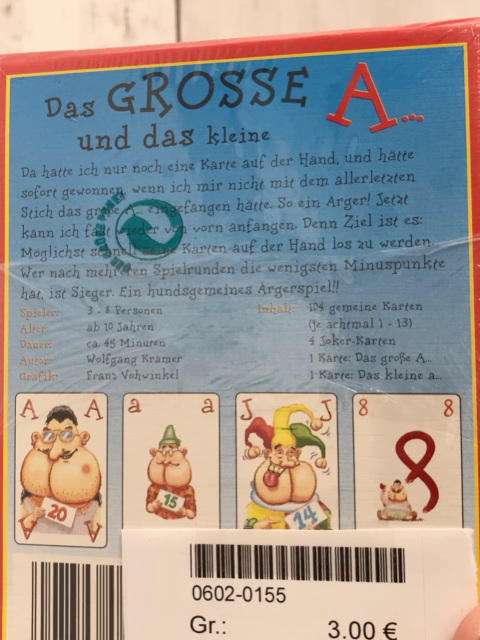 Das GROSSE A...
und das kleine
Da hätte ich nur noch eine Karte auf der Hand, und hätte
sofort gewonnen, wenn ich mir nicht mit dem allerletzten
Stich das große A... eingefangen hätte. So ein Ärger! Jetzt
kann ich fast wieder von vorn anfangen. Denn Ziel ist es:
Möglichst schnell seine Karten auf der Hand los zu werden.
Wer nach mehreren Spielrunden die wenigsten Minuspunkte
hat, ist Sieger. Ein hundsgemeines Ärgerspiel!!
Spieler: 3 - 8 Personen
Alter: ab 10 Jahren
Dauer: ca. 45 Minuten
Autor: Wolfgang Kramer
Grafik: Franz Vohwinkel
Inhalt: 104 gemeine Karten
(je achtmal 1 - 13)
4 Joker-Karten
1 Karte: Das große A...
1 Karte: Das kleine a...
A A
20
A A
a a
15
J J
14
8 8
8
0602-0155
Gr.: 3.00 €